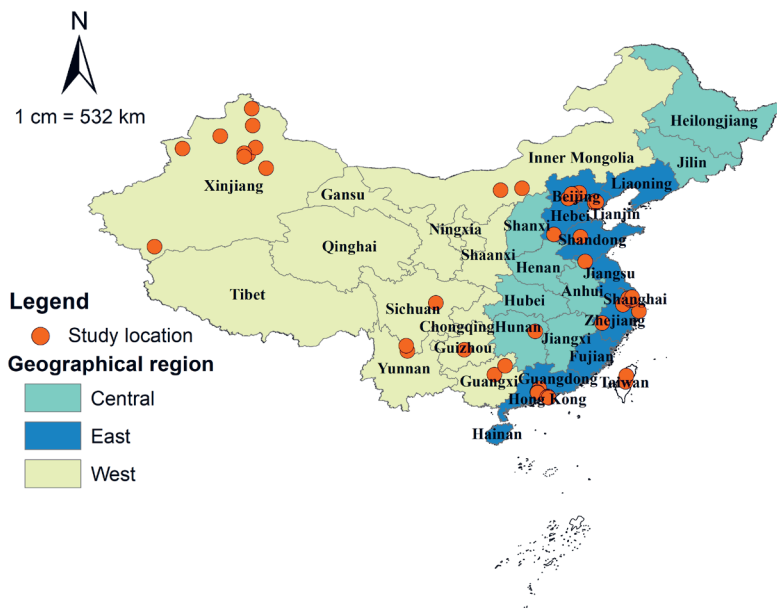 N
1 cm = 532 km
Heilongjiang
Jilin
Inner Mongolia
Liaoning
Xinjiang
Gansu
Beijing
Hebei
Tianjin
Ningxia
Shanxi
Qinghai
Shandong
Shaanxi
Henan
Jiangsu
Tibet
Anhui
Sichuan
Hubei
Shanghai
Chongqing
Hunan
Zhejiang
Jiangxi
Guizhou
Fujian
Yunnan
Guangxi
Guangdong
Taiwan
Hong Kong
Hainan
Legend
Study location
Geographical region
Central
East
West